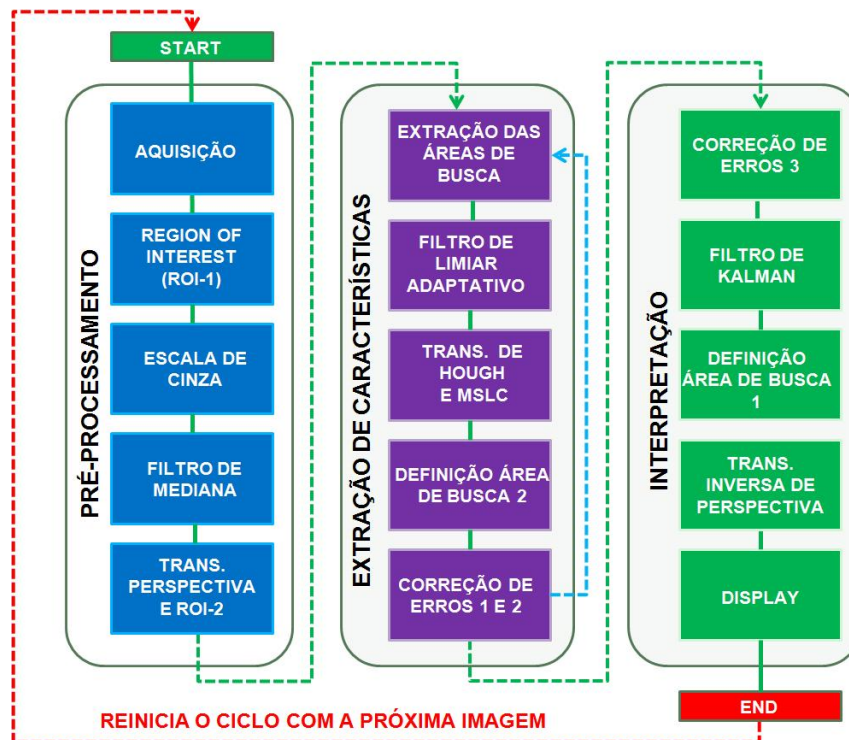 START
PRÉ-PROCESSAMENTO
AQUISIÇÃO
REGION OF
INTEREST
(ROI-1)
ESCALA DE
CINZA
FILTRO DE
MEDIANA
TRANS.
PERSPECTIVA
E ROI-2
EXTRAÇÃO DE CARACTERÍSTICAS
EXTRAÇÃO DAS
ÁREAS DE
BUSCA
FILTRO DE
LIMIAR
ADAPTATIVO
TRANS. DE
HOUGH
E MSLC
DEFINIÇÃO ÁREA
DE BUSCA 2
CORREÇÃO DE
ERROS 1 E 2
INTERPRETAÇÃO
CORREÇÃO DE
ERROS 3
FILTRO DE
KALMAN
DEFINIÇÃO
ÁREA DE BUSCA
1
TRANS.
INVERSA DE
PERSPECTIVA
DISPLAY
END
REINICIA O CICLO COM A PRÓXIMA IMAGEM